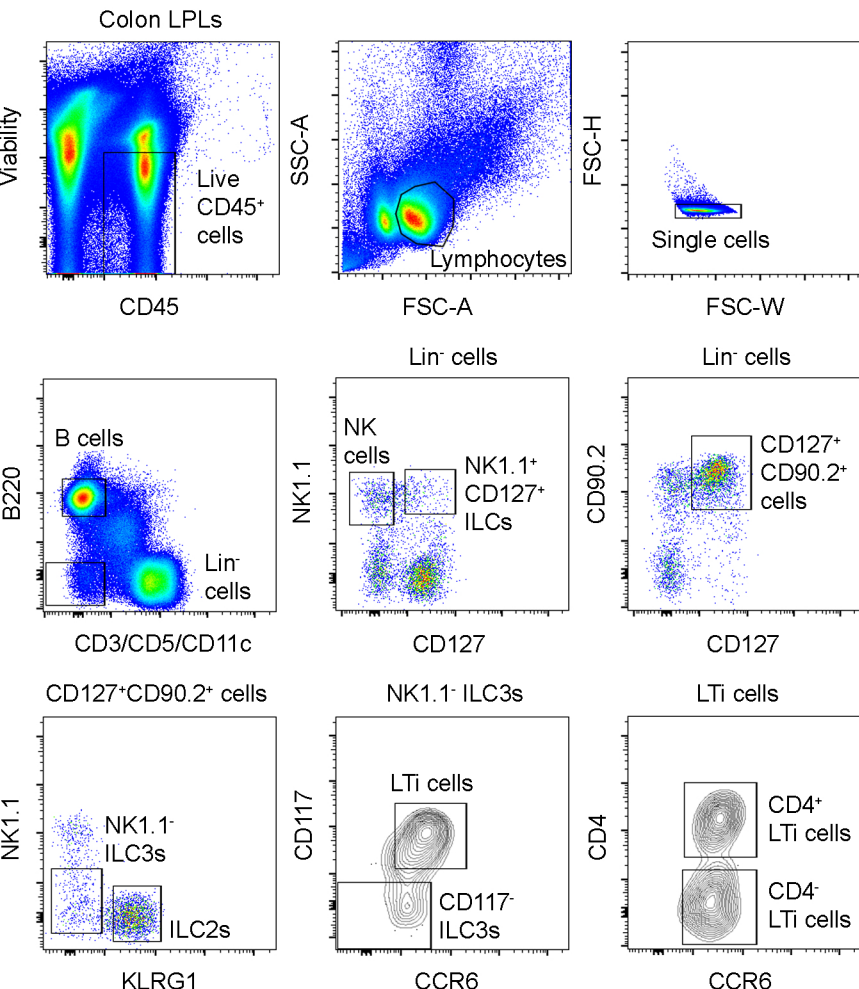 Colon LPLs
Viability
Live
CD45⁺
cells
CD45
SSC-A
Lymphocytes
FSC-A
FSC-H
Single cells
FSC-W
B220
B cells
Lin⁻
cells
CD3/CD5/CD11c
Lin⁻ cells
NK1.1
NK
cells
NK1.1⁺
CD127⁺
ILCs
CD127
Lin⁻ cells
CD90.2
CD127⁺
CD90.2⁺
cells
CD127
CD127⁺CD90.2⁺ cells
NK1.1
NK1.1⁻
ILC3s
ILC2s
KLRG1
NK1.1⁻ ILC3s
CD117
LTi cells
CD117⁻
ILC3s
CCR6
LTi cells
CD4
CD4⁺
LTi cells
CD4⁻
LTi cells
CCR6